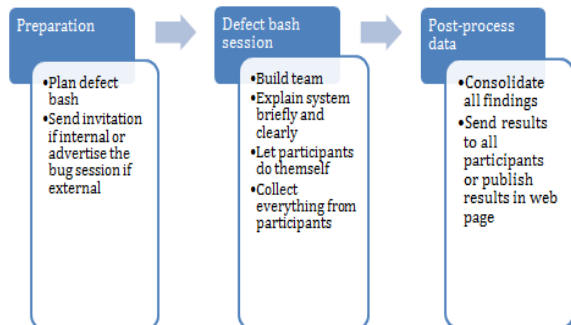 Preparation
•Plan defect
bash
•Send invitation
if internal or
advertise the
bug session if
external
Defect bash
session
•Build team
•Explain system
briefly and
clearly
•Let participants
do themself
•Collect
everything from
participants
Post-process
data
•Consolidate
all findings
•Send results
to all
participants
or publish
results in web
page